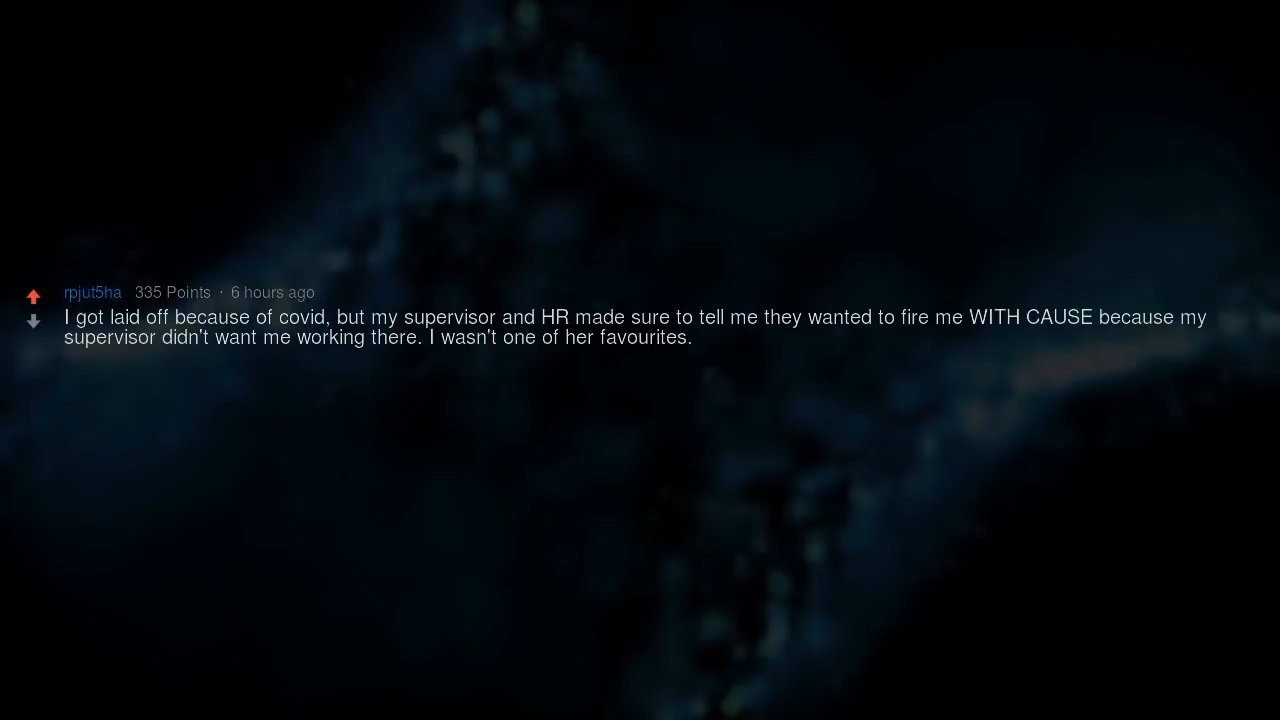 rpjut5ha 335 Points · 6 hours ago
I got laid off because of covid, but my supervisor and HR made sure to tell me they wanted to fire me WITH CAUSE because my
supervisor didn't want me working there. I wasn't one of her favourites.